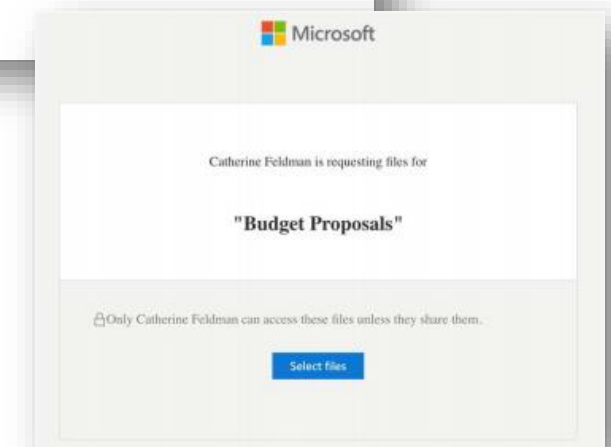 Microsoft
Catherine Feldman is requesting files for
"Budget Proposals"
Only Catherine Feldman can access these files unless they share them.
Select files